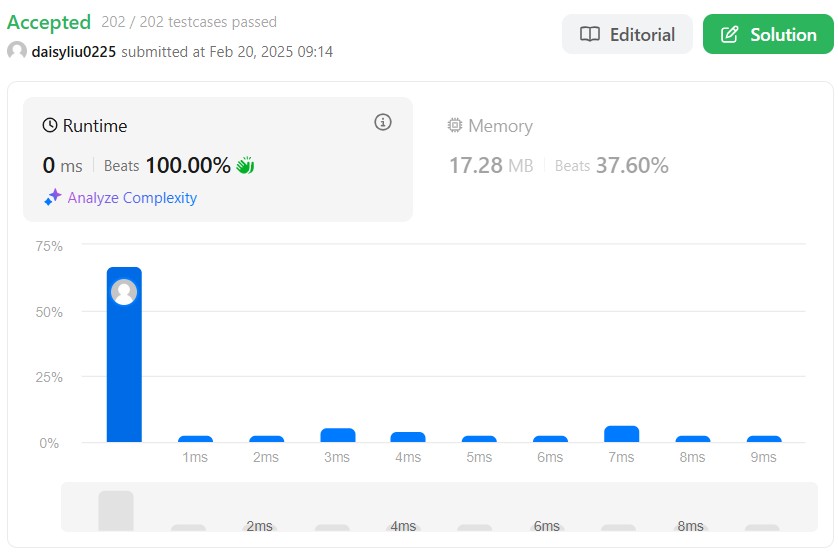 Accepted 202 / 202 testcases passed
daisyliu0225 submitted at Feb 20, 2025 09:14
Editorial
Solution
Runtime
0 ms Beats 100.00%
Analyze Complexity
Memory
17.28 MB Beats 37.60%
75%
50%
25%
0%
1ms 2ms 3ms 4ms 5ms 6ms 7ms 8ms 9ms
2ms 4ms 6ms 8ms